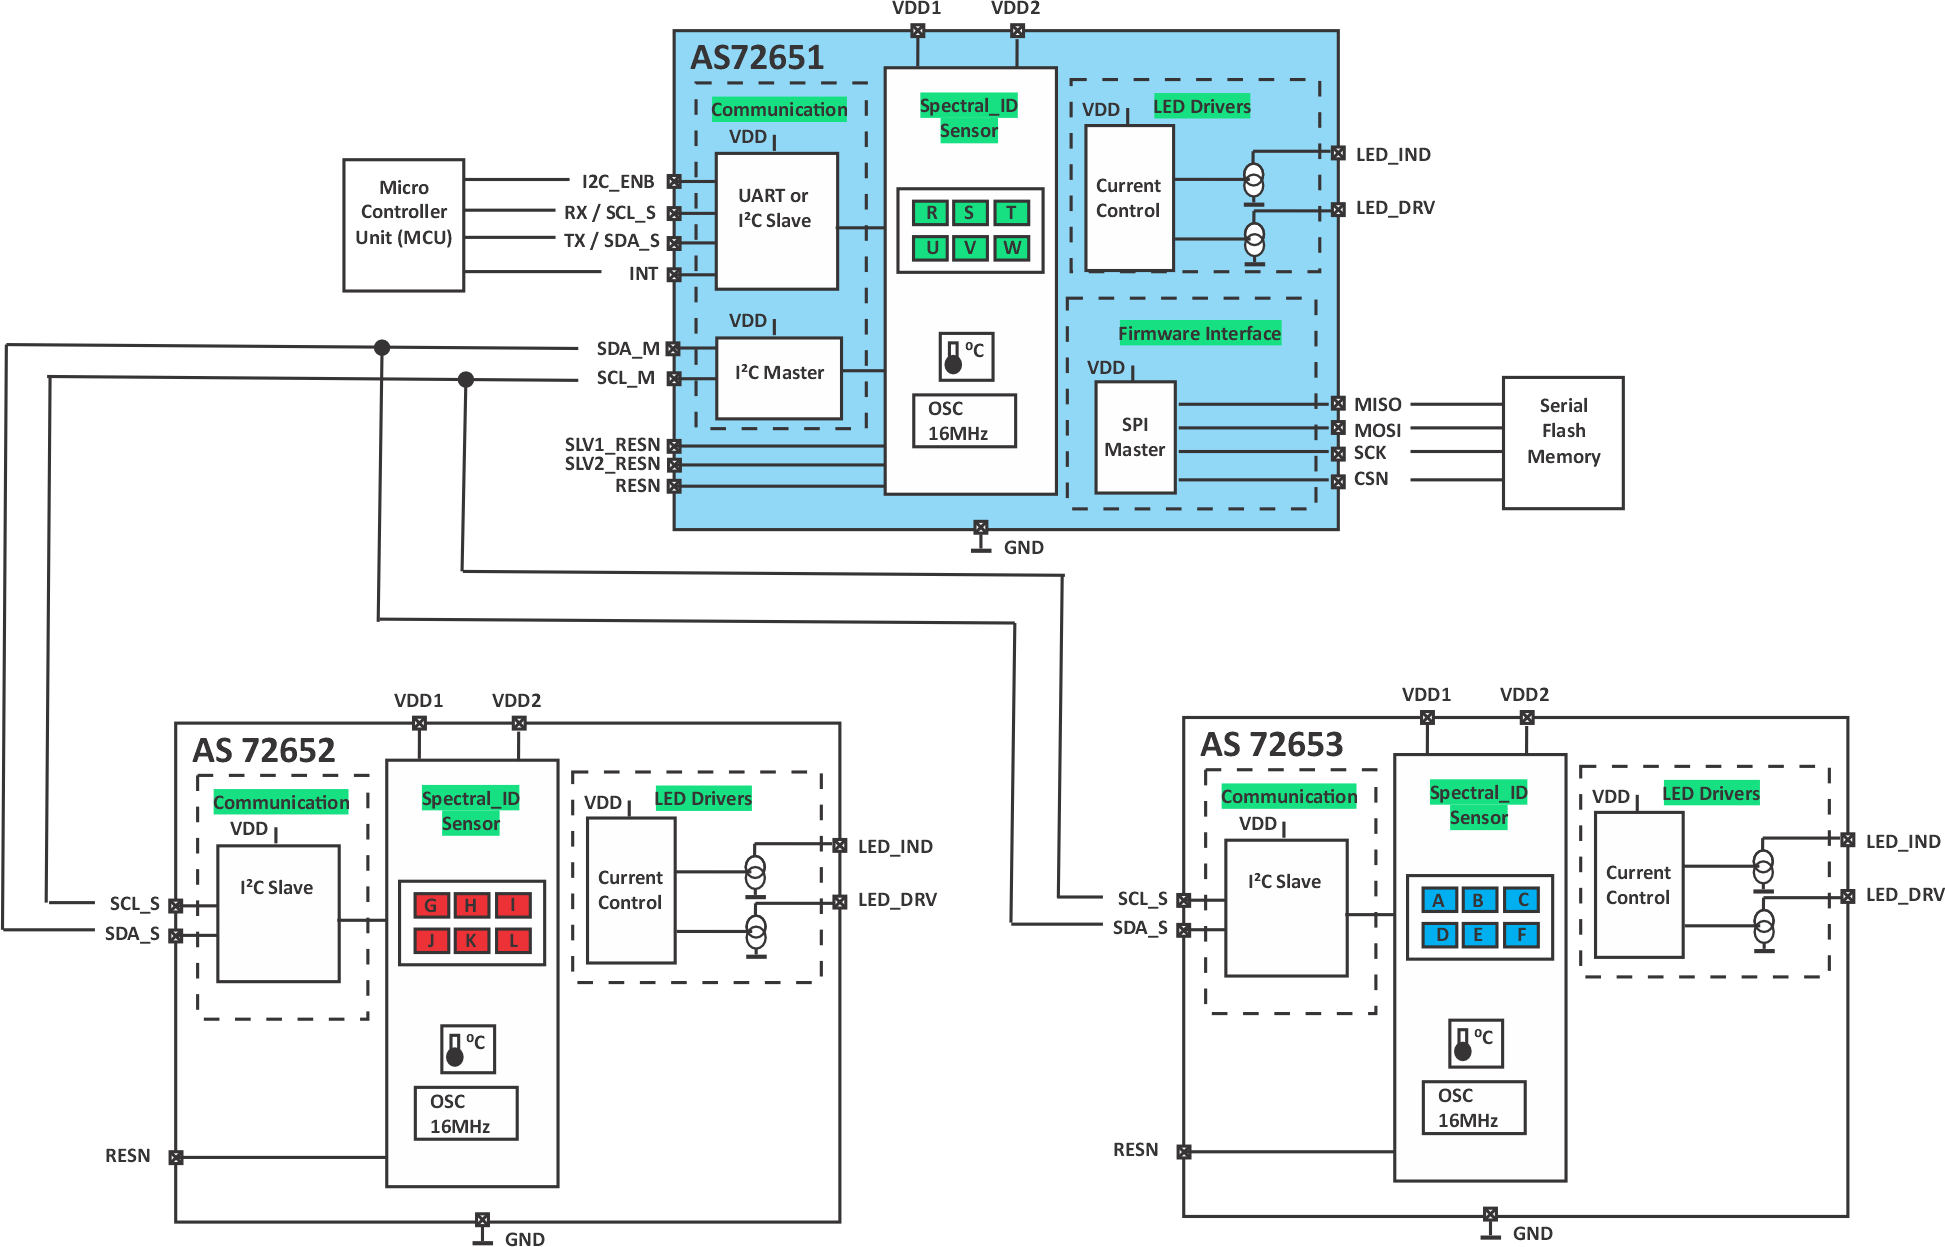 VDD1
VDD2
AS72651
Communication
VDD
UART or
I²C Slave
VDD
I²C Master
Spectral_ID
Sensor
R S T
U V W
⁰C
OSC
16MHz
VDD
LED Drivers
Current
Control
LED_IND
LED_DRV
Firmware Interface
VDD
SPI
Master
MISO
MOSI
SCK
CSN
Serial
Flash
Memory
Micro
Controller
Unit (MCU)
I2C_ENB
RX / SCL_S
TX / SDA_S
INT
SDA_M
SCL_M
SLV1_RESN
SLV2_RESN
RESN
GND
VDD1
VDD2
AS 72652
Communication
VDD
I²C Slave
SCL_S
SDA_S
RESN
Spectral_ID
Sensor
G H I
J K L
⁰C
OSC
16MHz
VDD
LED Drivers
Current
Control
LED_IND
LED_DRV
GND
VDD1
VDD2
AS 72653
Communication
VDD
I²C Slave
SCL_S
SDA_S
RESN
Spectral_ID
Sensor
A B C
D E F
⁰C
OSC
16MHz
VDD
LED Drivers
Current
Control
LED_IND
LED_DRV
GND